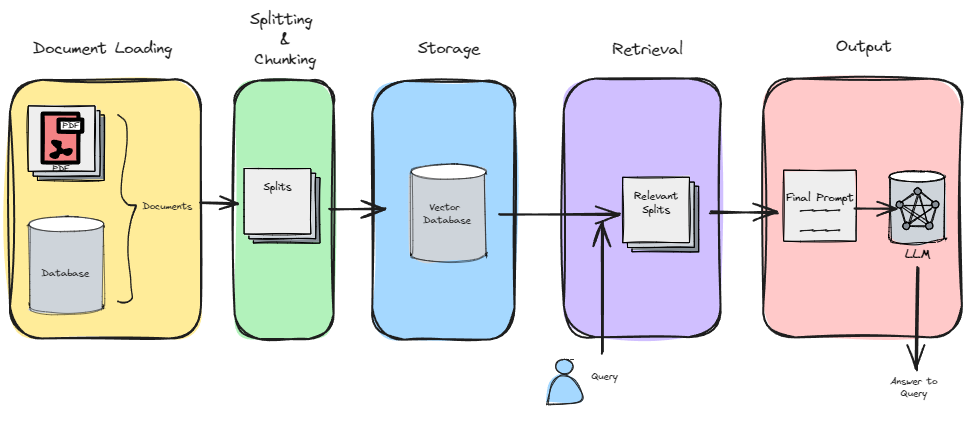 Splitting
&
Chunking
Document Loading
Storage
Retrieval
Output
PDF
PDF
Documents
Database
Splits
Vector
Database
Relevant
Splits
Query
Final Prompt
LLM
Answer to
Query